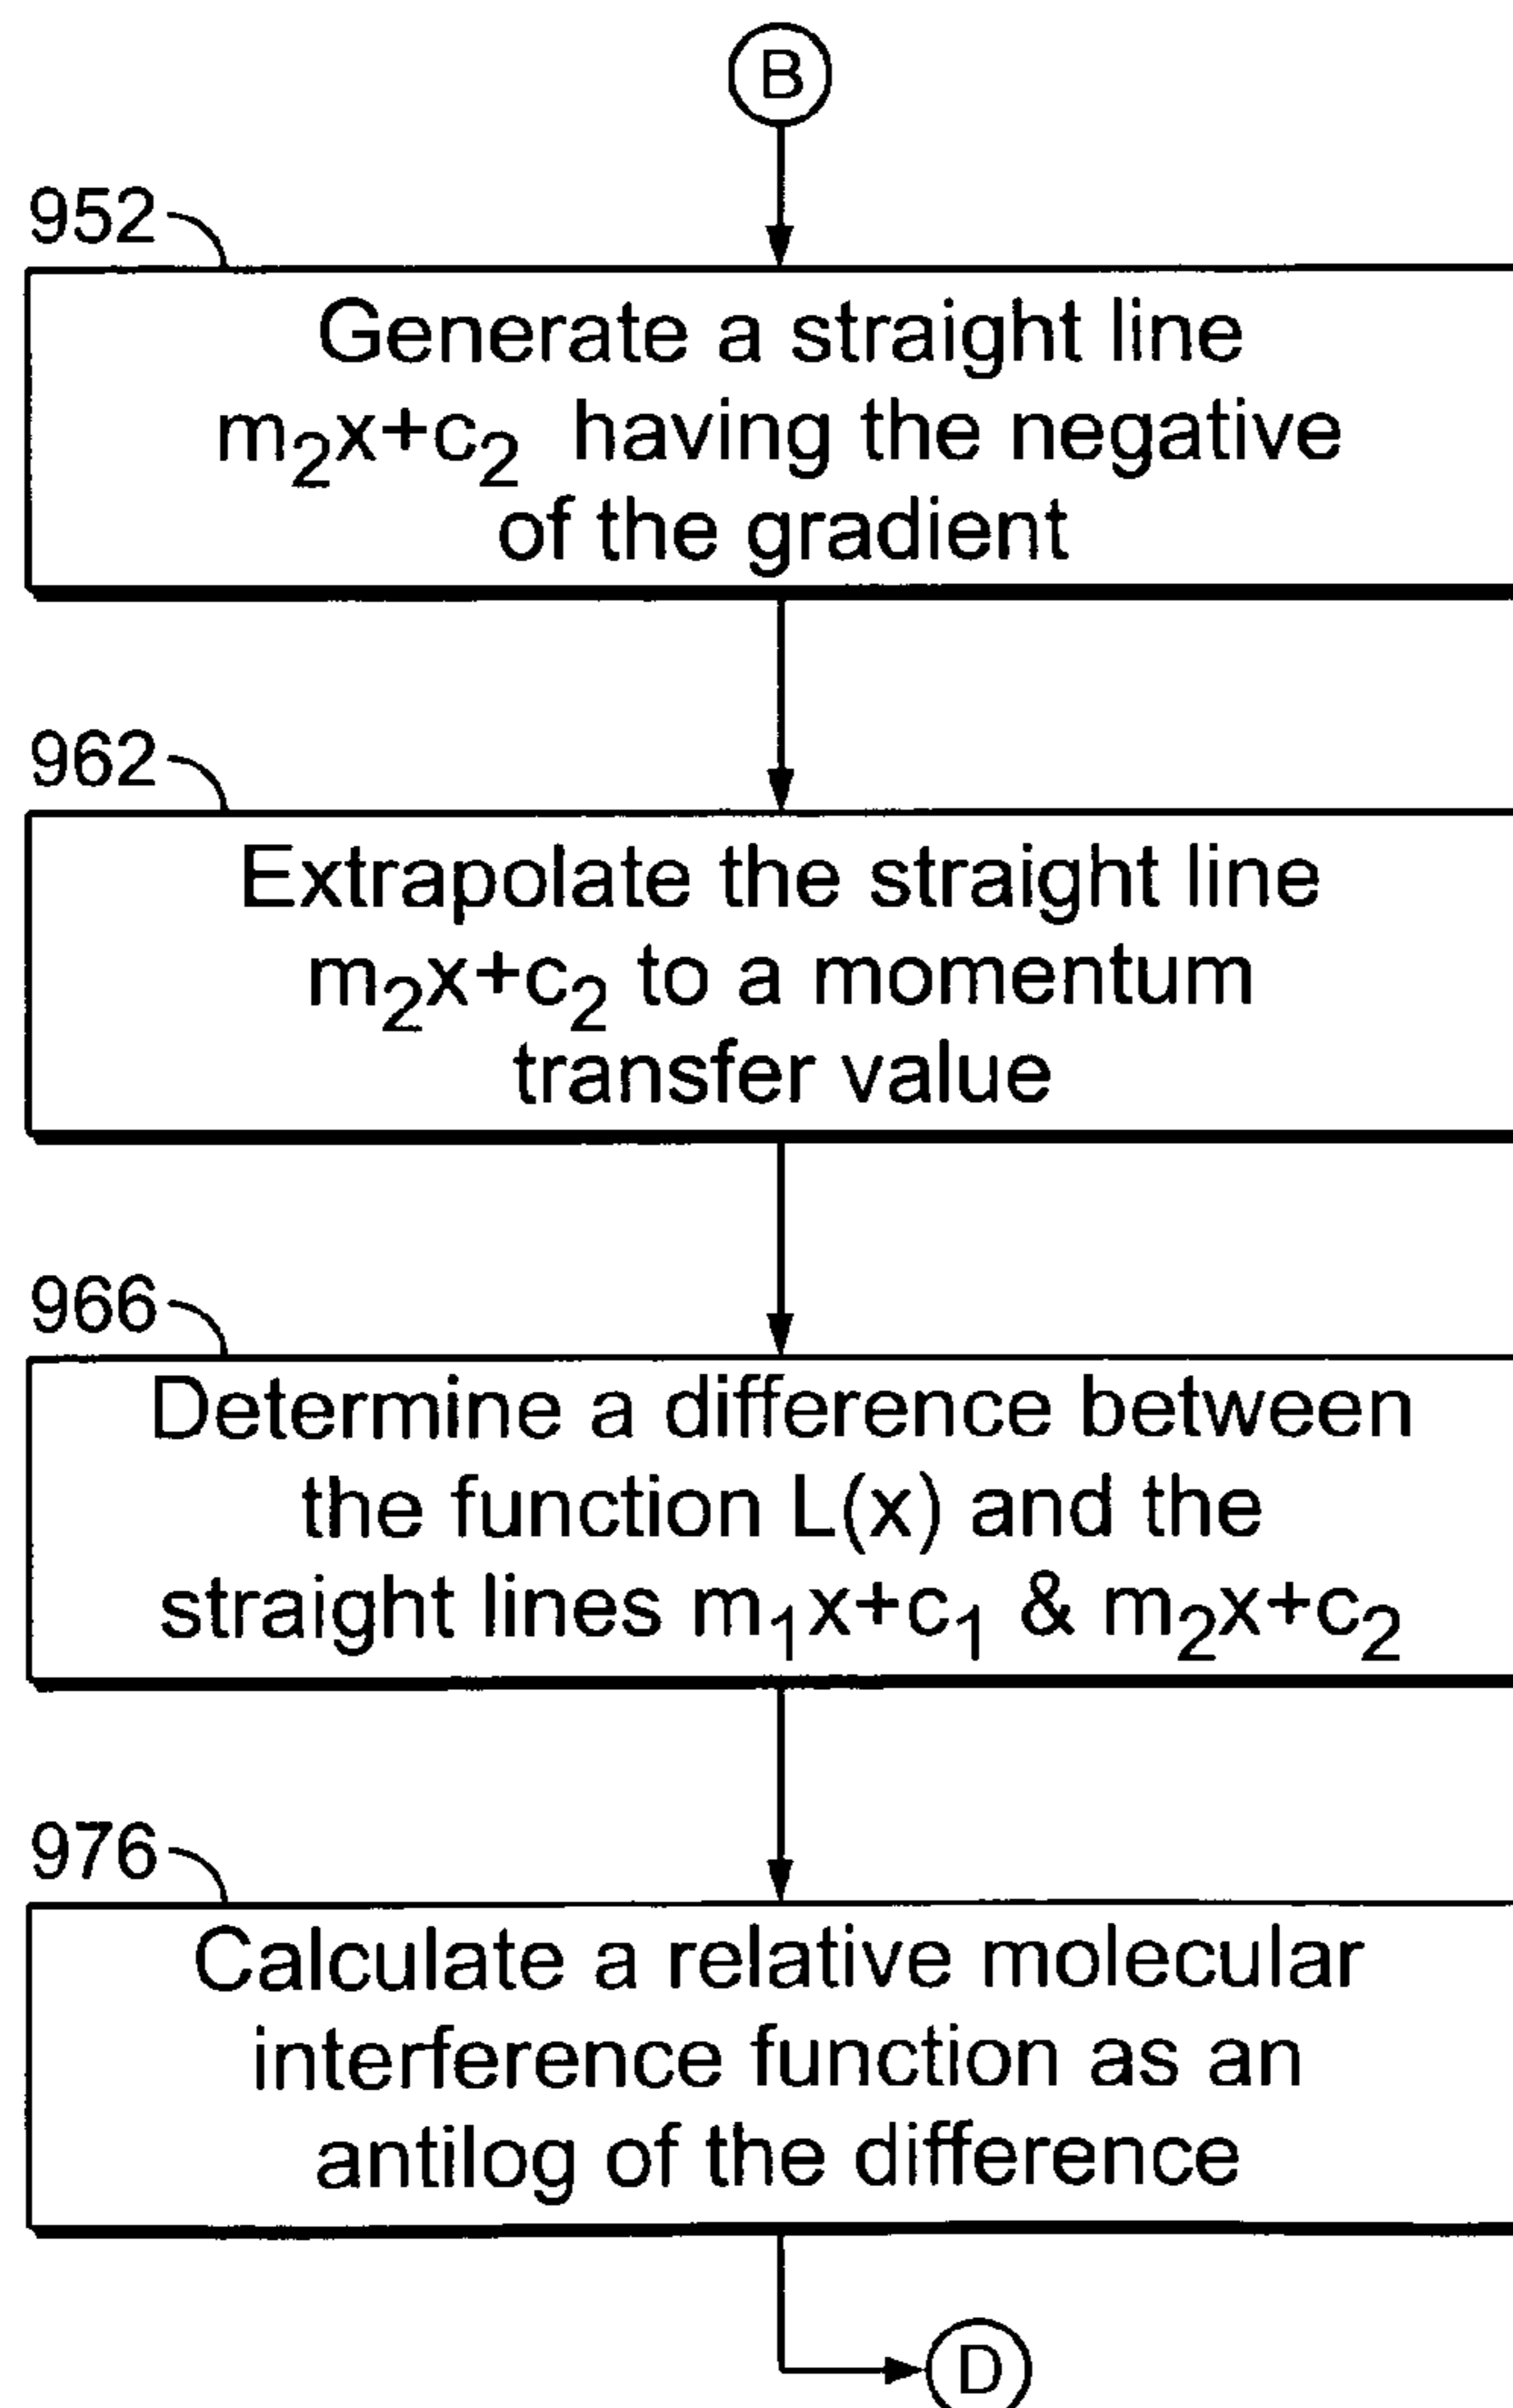 B
952
Generate a straight line
m₂x+c₂ having the negative
of the gradient
962
Extrapolate the straight line
m₂x+c₂ to a momentum
transfer value
966
Determine a difference between
the function L(x) and the
straight lines m₁x+c₁ & m₂x+c₂
976
Calculate a relative molecular
interference function as an
antilog of the difference
D